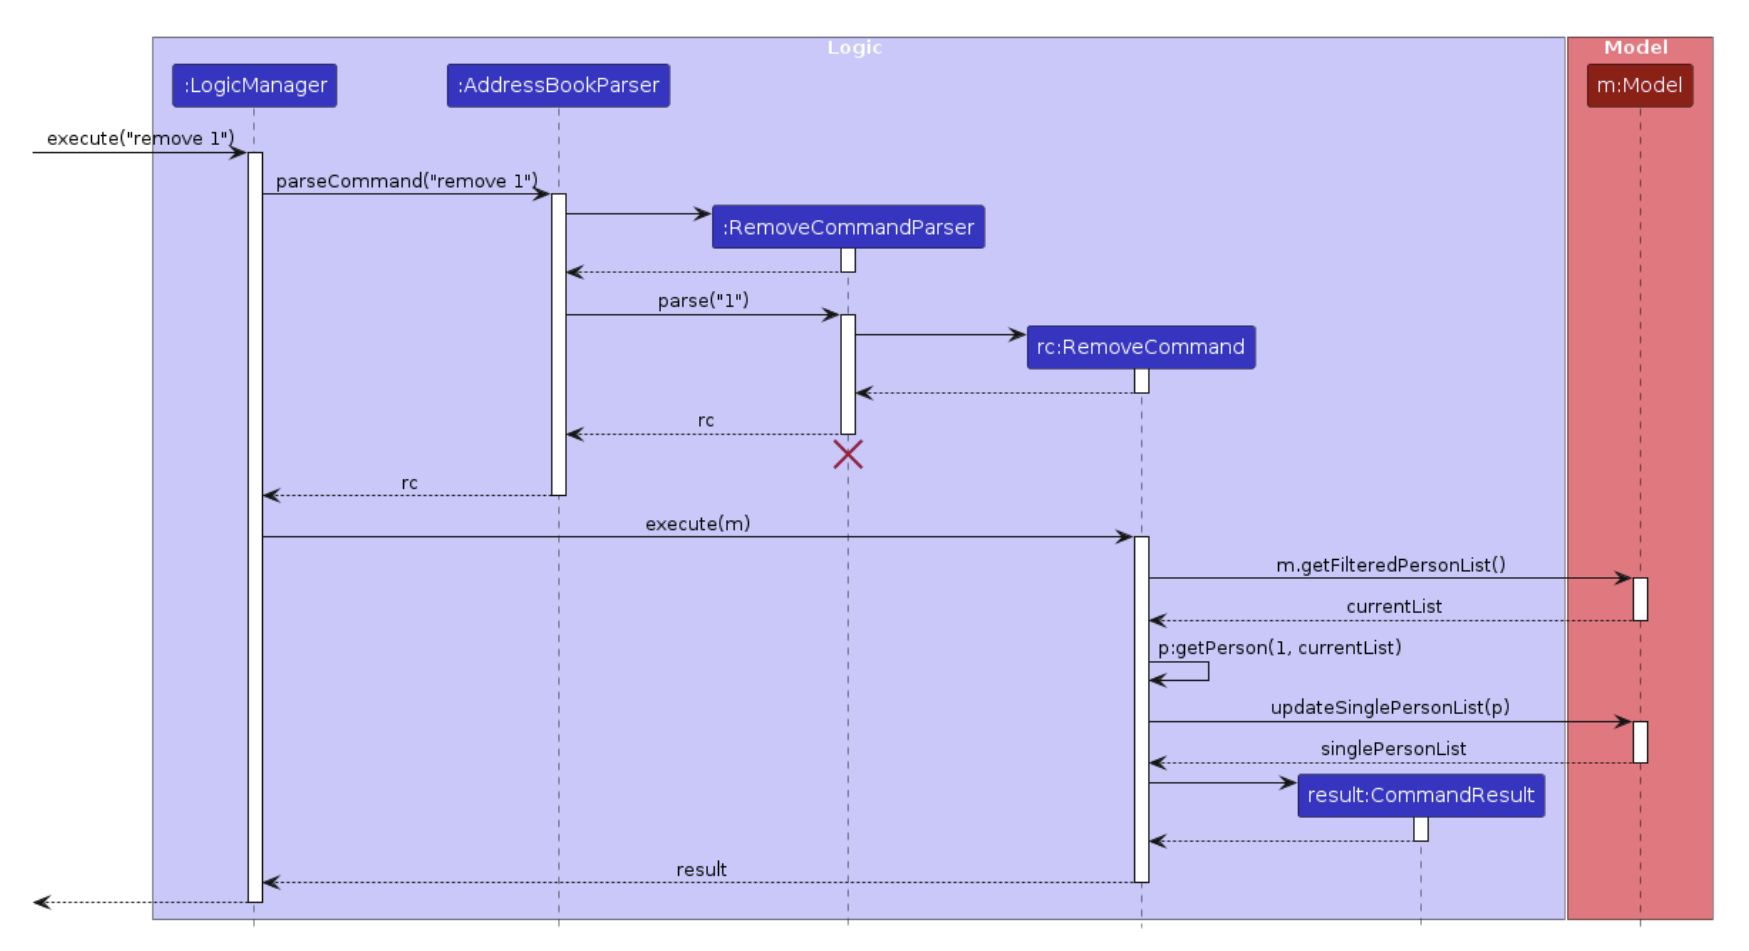 Logic
Model
:LogicManager
:AddressBookParser
m:Model
execute("remove 1")
parseCommand("remove 1")
:RemoveCommandParser
parse("1")
rc:RemoveCommand
rc
rc
execute(m)
m.getFilteredPersonList()
currentList
p:getPerson(1, currentList)
updateSinglePersonList(p)
singlePersonList
result:CommandResult
result